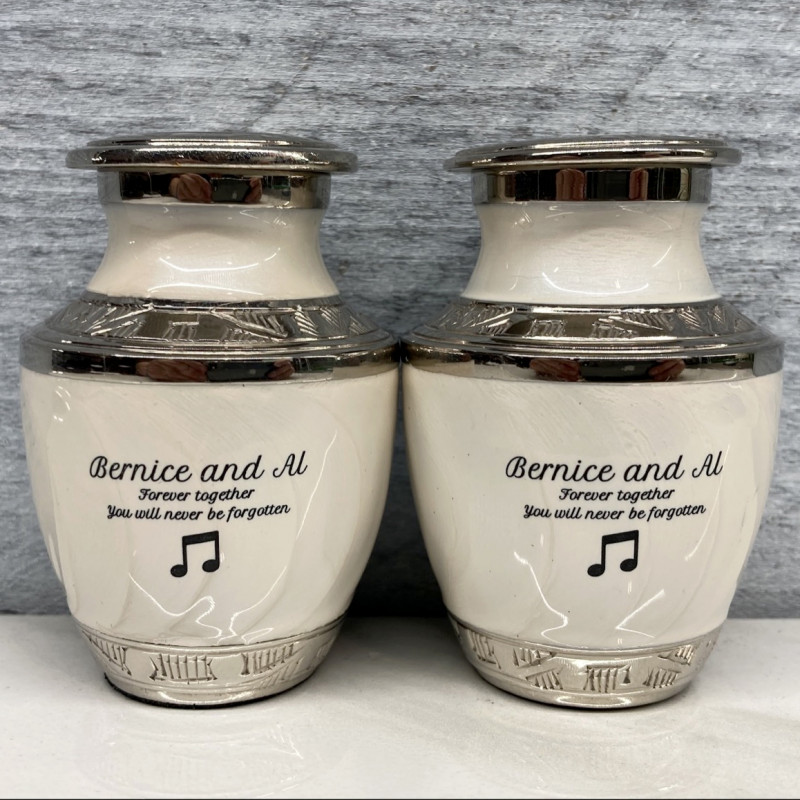 Bernice and Al
Forever together
You will never be forgotten
Bernice and Al
Forever together
You will never be forgotten